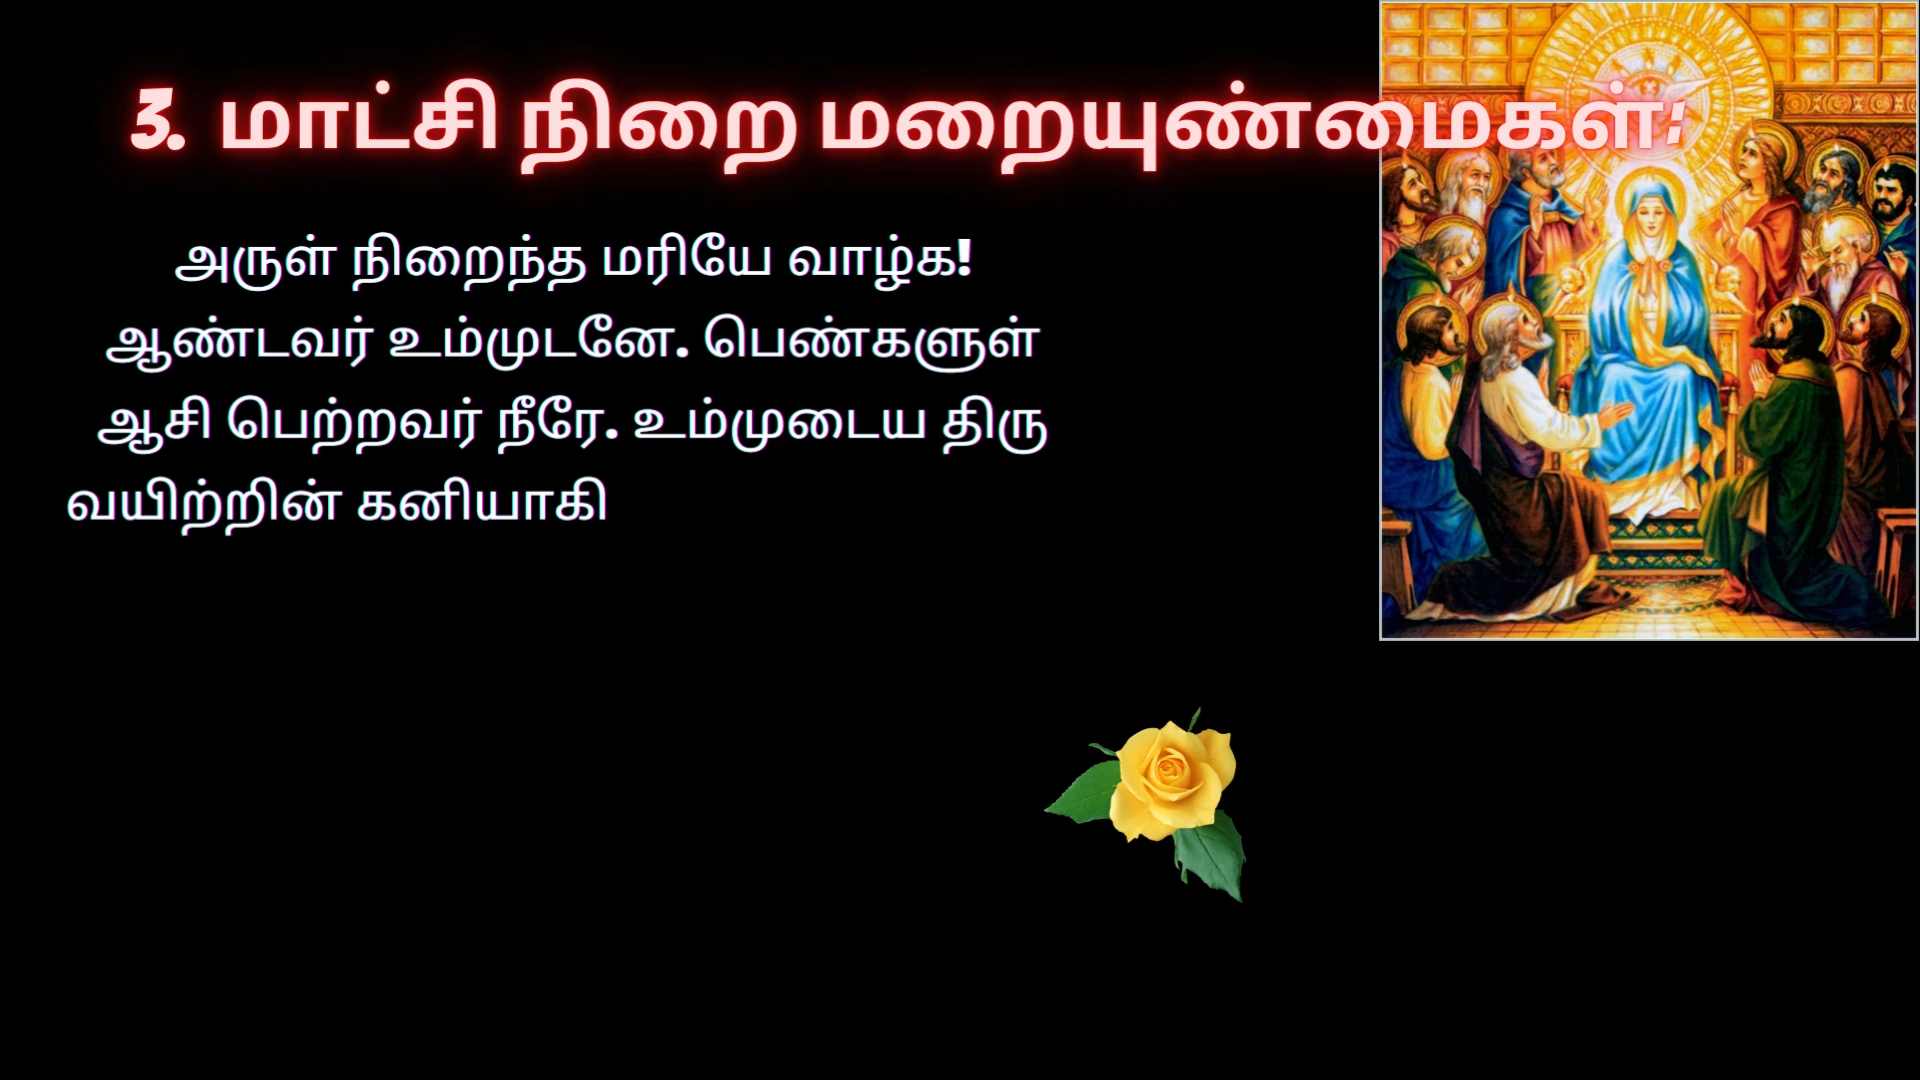 3. மாட்சி நிறை மறையுண்மைகள்:
அருள் நிறைந்த மரியே வாழ்க!
ஆண்டவர் உம்முடனே. பெண்களுள்
ஆசி பெற்றவர் நீரே. உம்முடைய திரு
வயிற்றின் கனியாகி